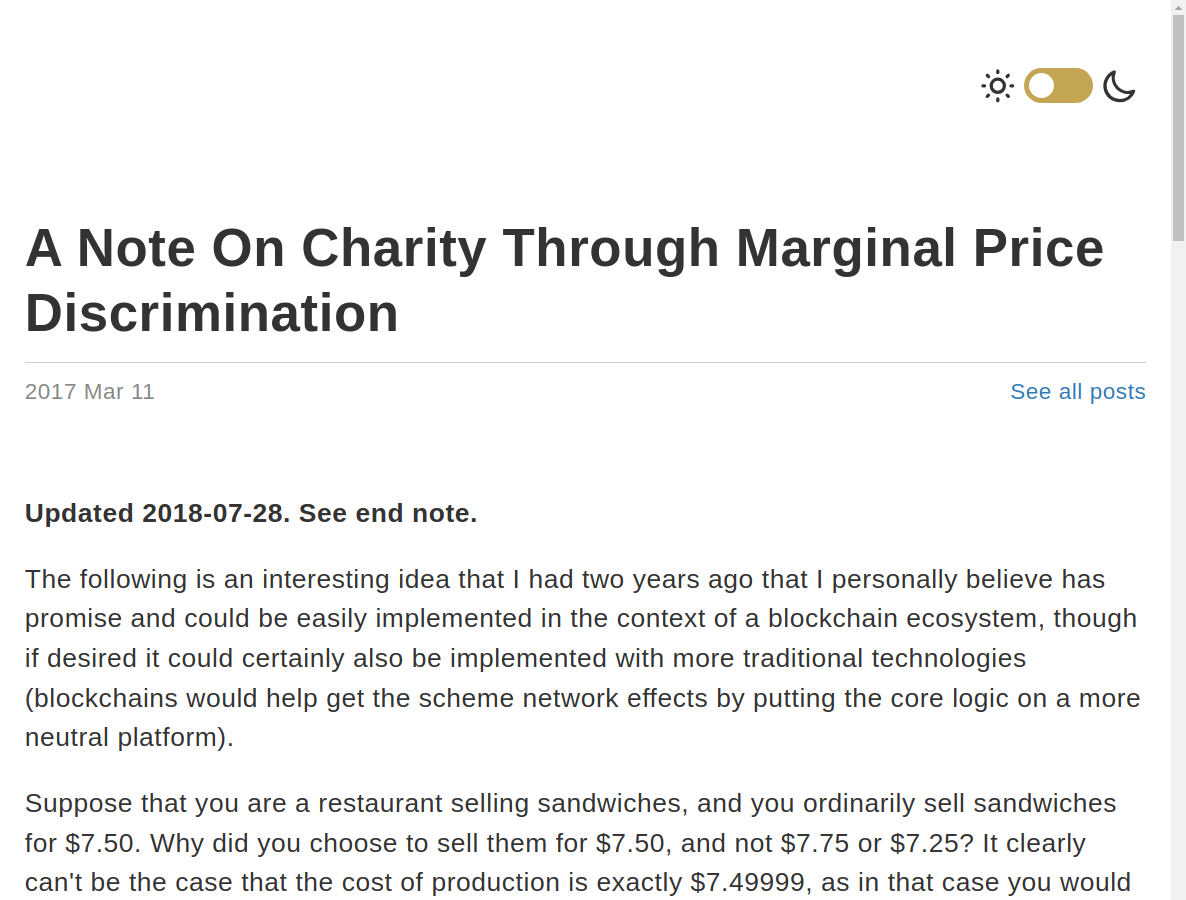 A Note On Charity Through Marginal Price
Discrimination
2017 Mar 11
See all posts
Updated 2018-07-28. See end note.
The following is an interesting idea that I had two years ago that I personally believe has
promise and could be easily implemented in the context of a blockchain ecosystem, though
if desired it could certainly also be implemented with more traditional technologies
(blockchains would help get the scheme network effects by putting the core logic on a more
neutral platform).
Suppose that you are a restaurant selling sandwiches, and you ordinarily sell sandwiches
for $7.50. Why did you choose to sell them for $7.50, and not $7.75 or $7.25? It clearly
can't be the case that the cost of production is exactly $7.49999, as in that case you would